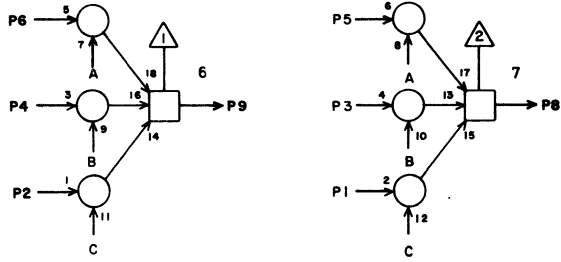 P6 5 7 A 18 1 6
P4 3 9 B 16 14 P9
P2 1 11 C
P5 6 8 A 17 2 7
P3 4 10 B 13 15 P8
P1 2 12 C